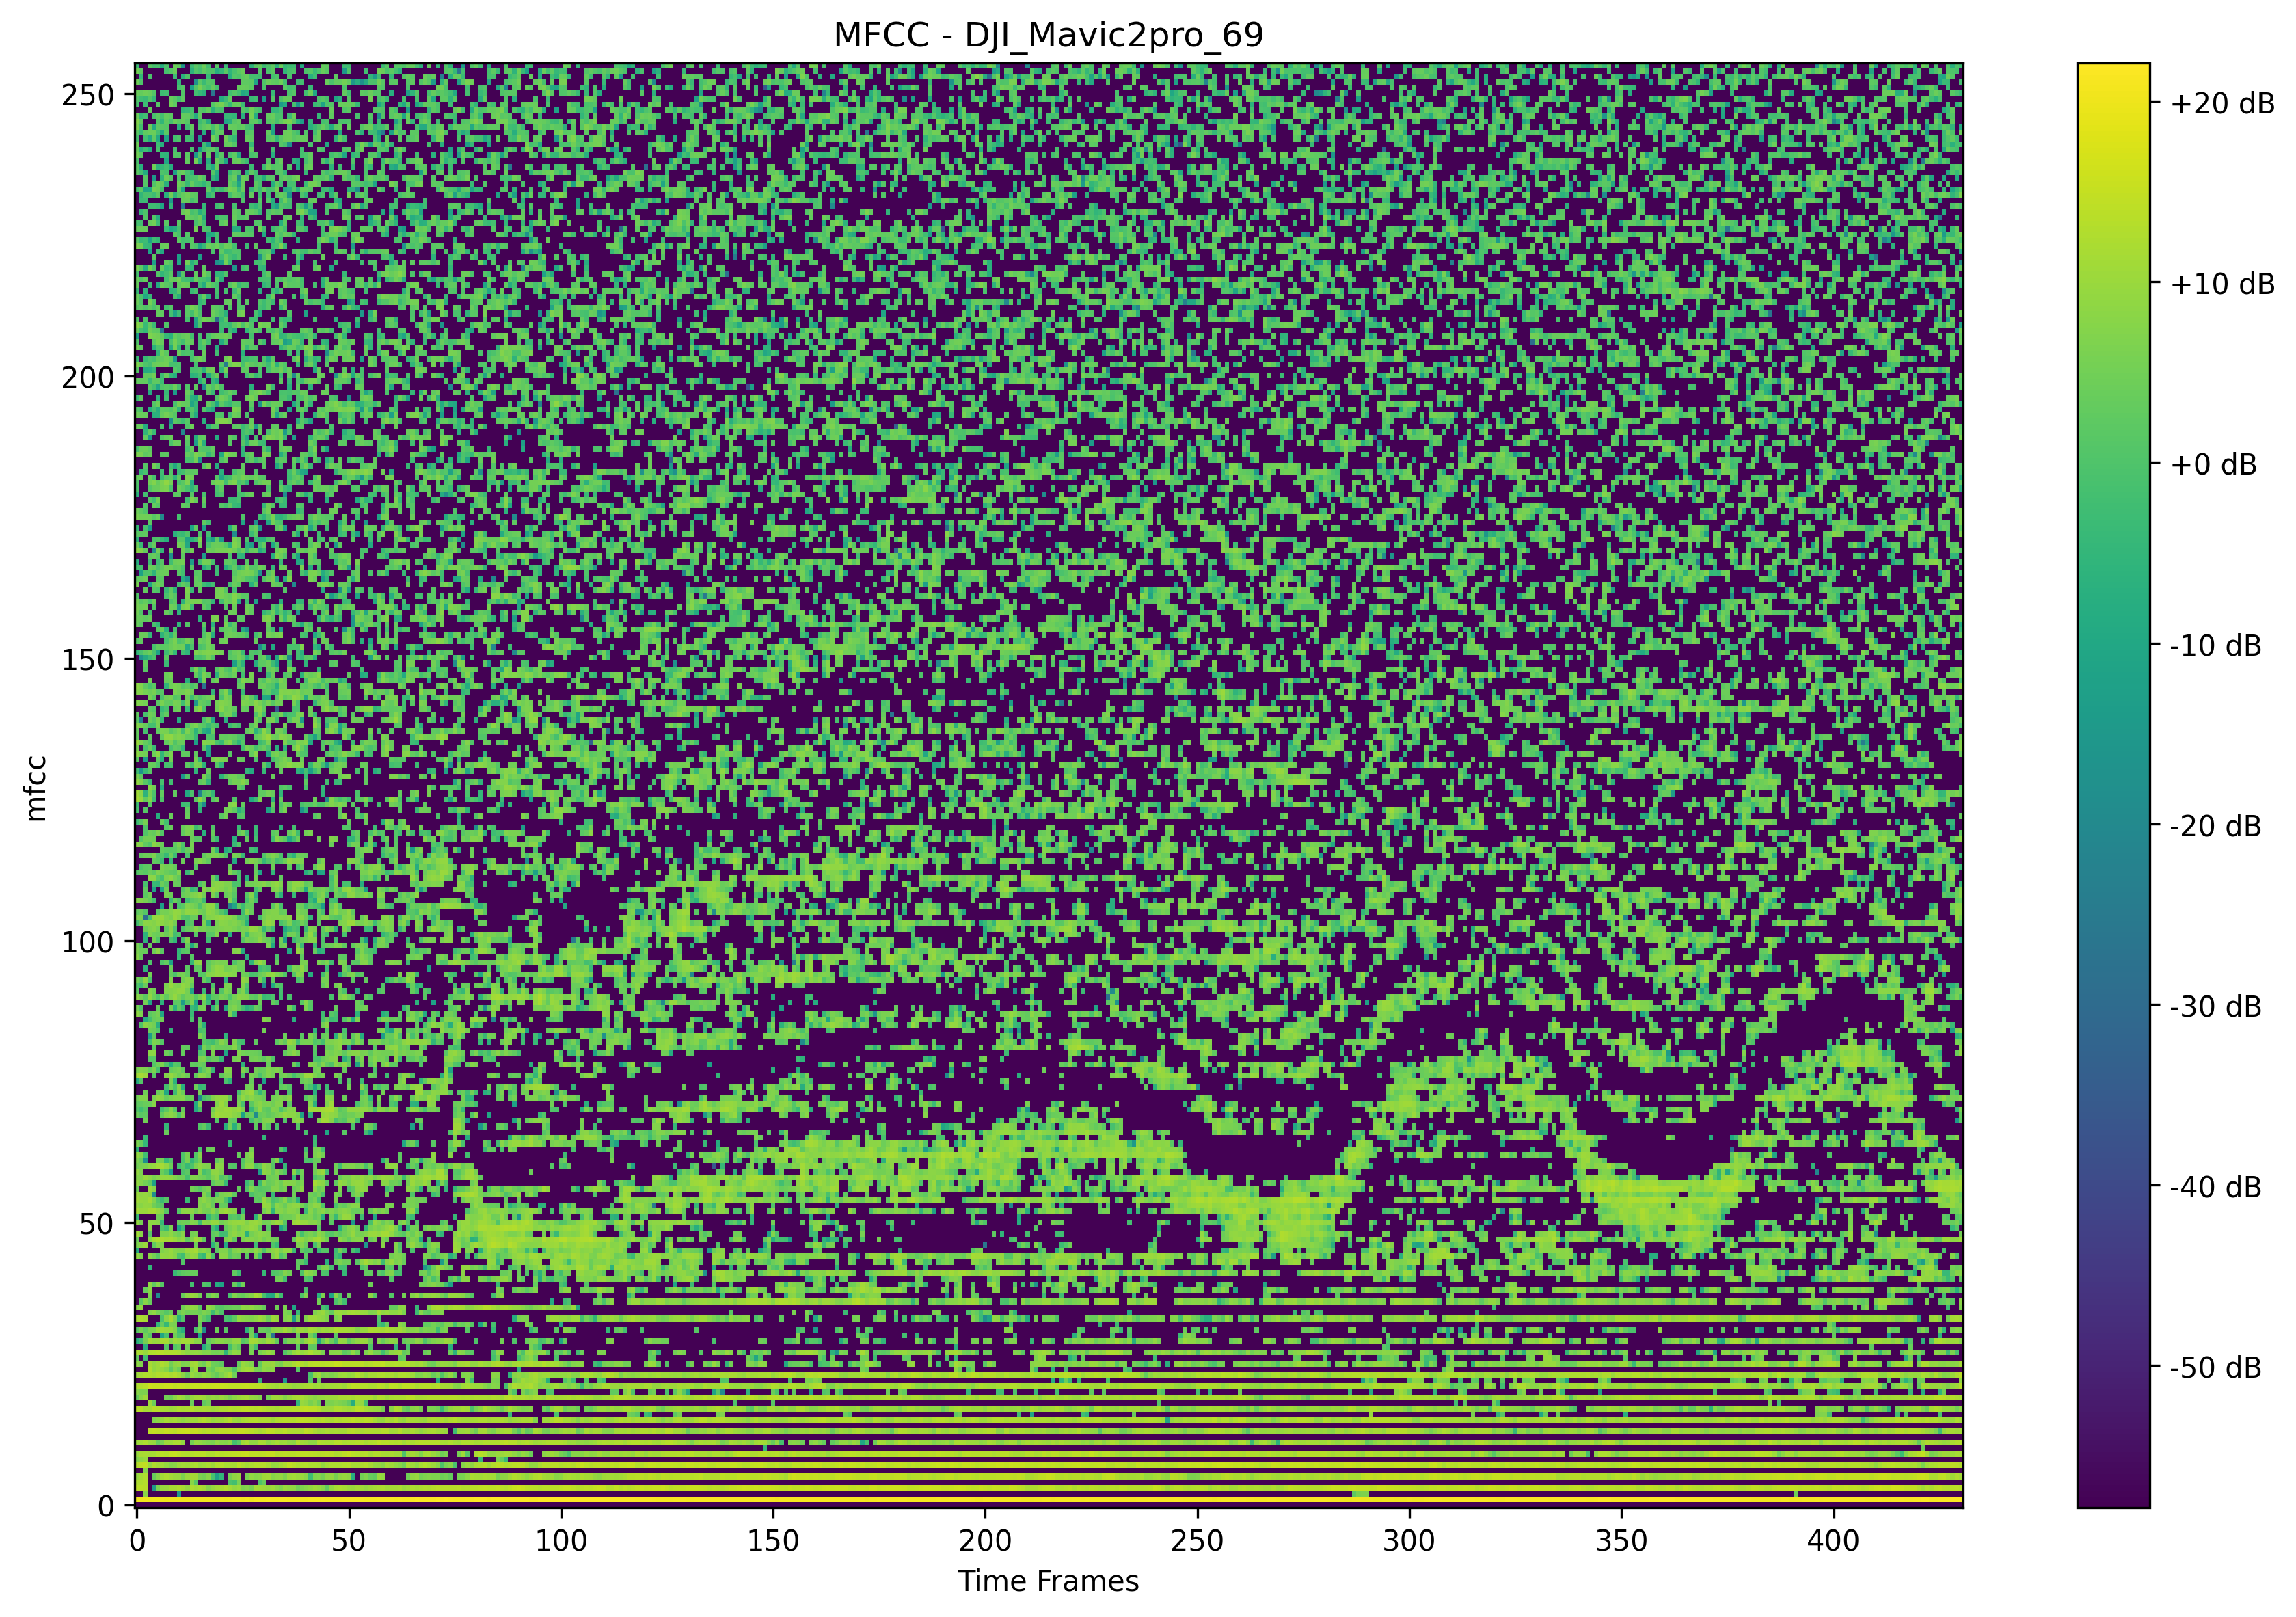 MFCC - DJI_Mavic2pro_69
250
200
150
100
50
0
mfcc
0 50 100 150 200 250 300 350 400
Time Frames
+20 dB
+10 dB
+0 dB
-10 dB
-20 dB
-30 dB
-40 dB
-50 dB